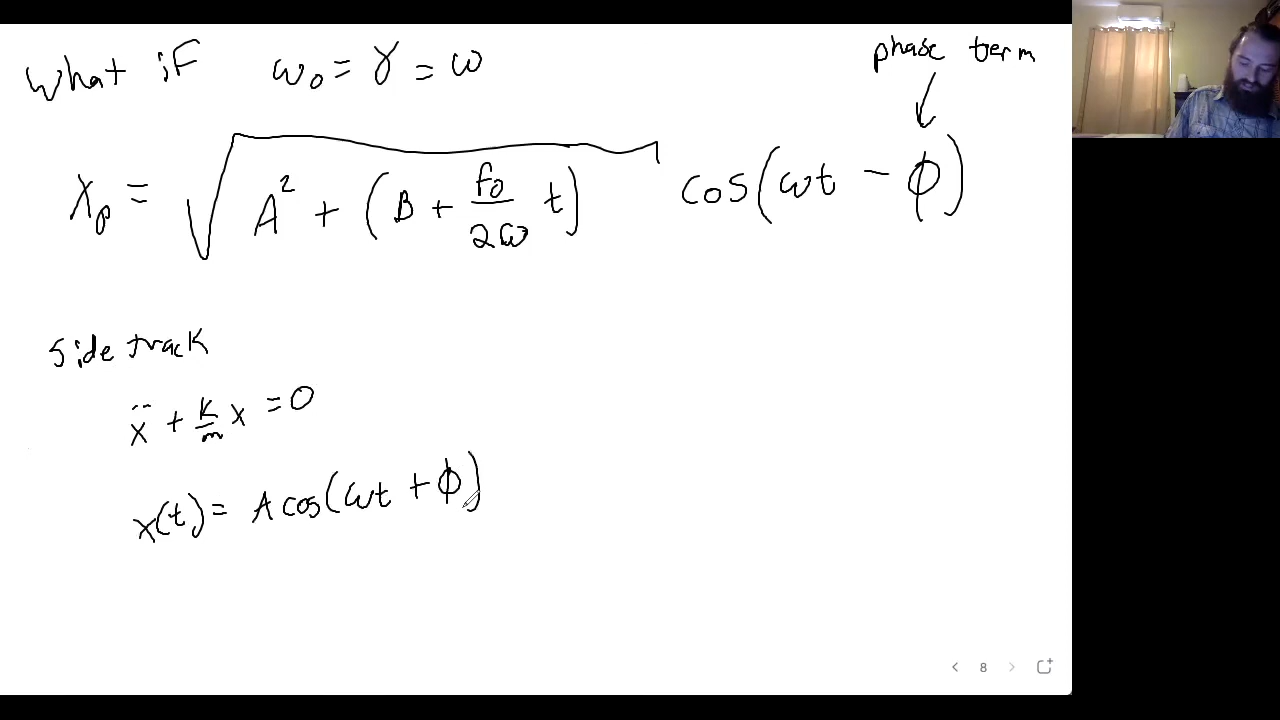 What if ω₀ = γ = ω
phase term
↓
xₚ = √(A² + (B + f₀/2ω t)) cos(ωt − ϕ)
Side track
ẍ + k/m x = 0
x(t) = A cos(ωt + ϕ)
< 8 >